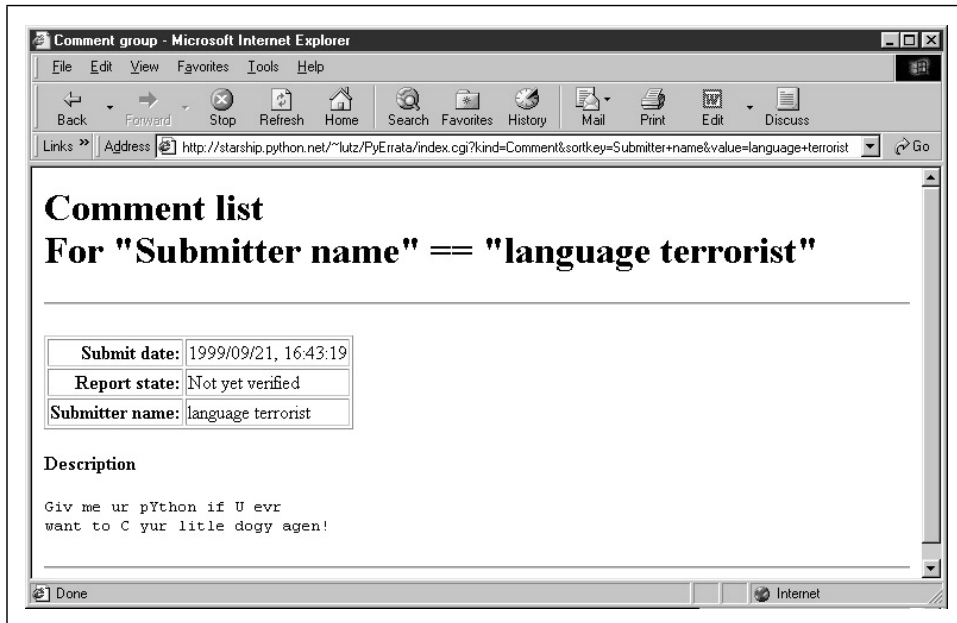 Comment group - Microsoft Internet Explorer
File Edit View Favorites Tools Help
Back Forward Stop Refresh Home Search Favorites History Mail Print Edit Discuss
Links » Address http://starship.python.net/~lutz/PyErrata/index.cgi?kind=Comment&sortkey=Submitter+name&value=language+terrorist Go
Comment list
For "Submitter name" == "language terrorist"
Submit date: 1999/09/21, 16:43:19
Report state: Not yet verified
Submitter name: language terrorist
Description
Giv me ur pYthon if U evr
want to C yur litle dogy agen!
Done Internet